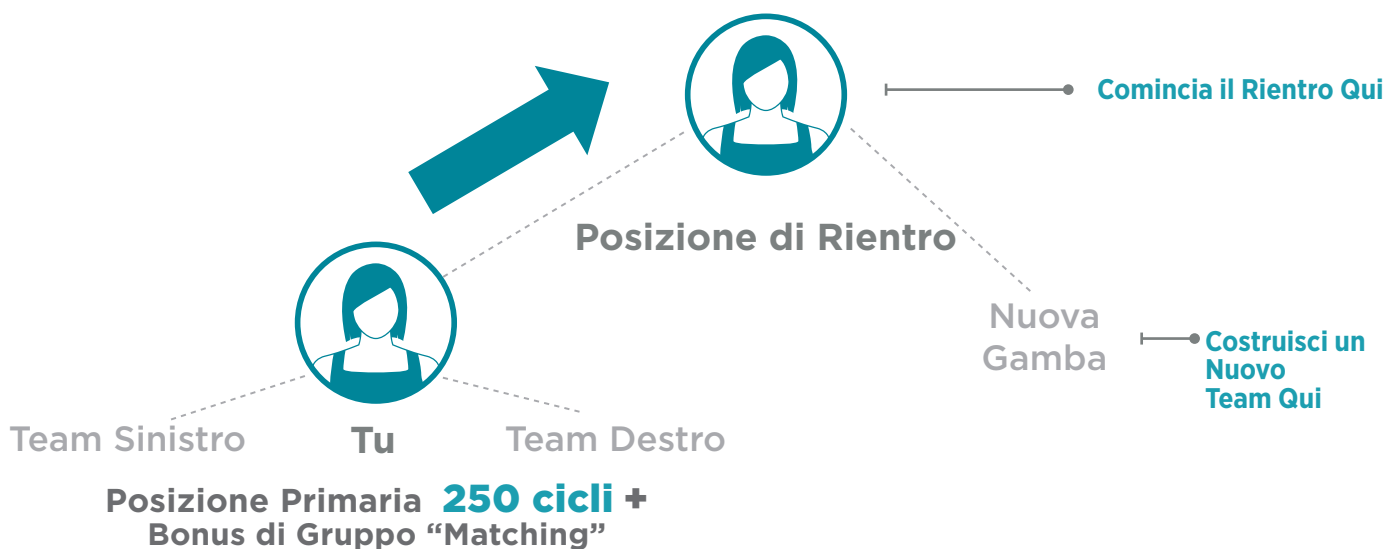 Comincia il Rientro Qui
Posizione di Rientro
Nuova
Gamba
Costruisci un
Nuovo
Team Qui
Team Sinistro
Tu
Team Destro
Posizione Primaria 250 cicli +
Bonus di Gruppo “Matching”